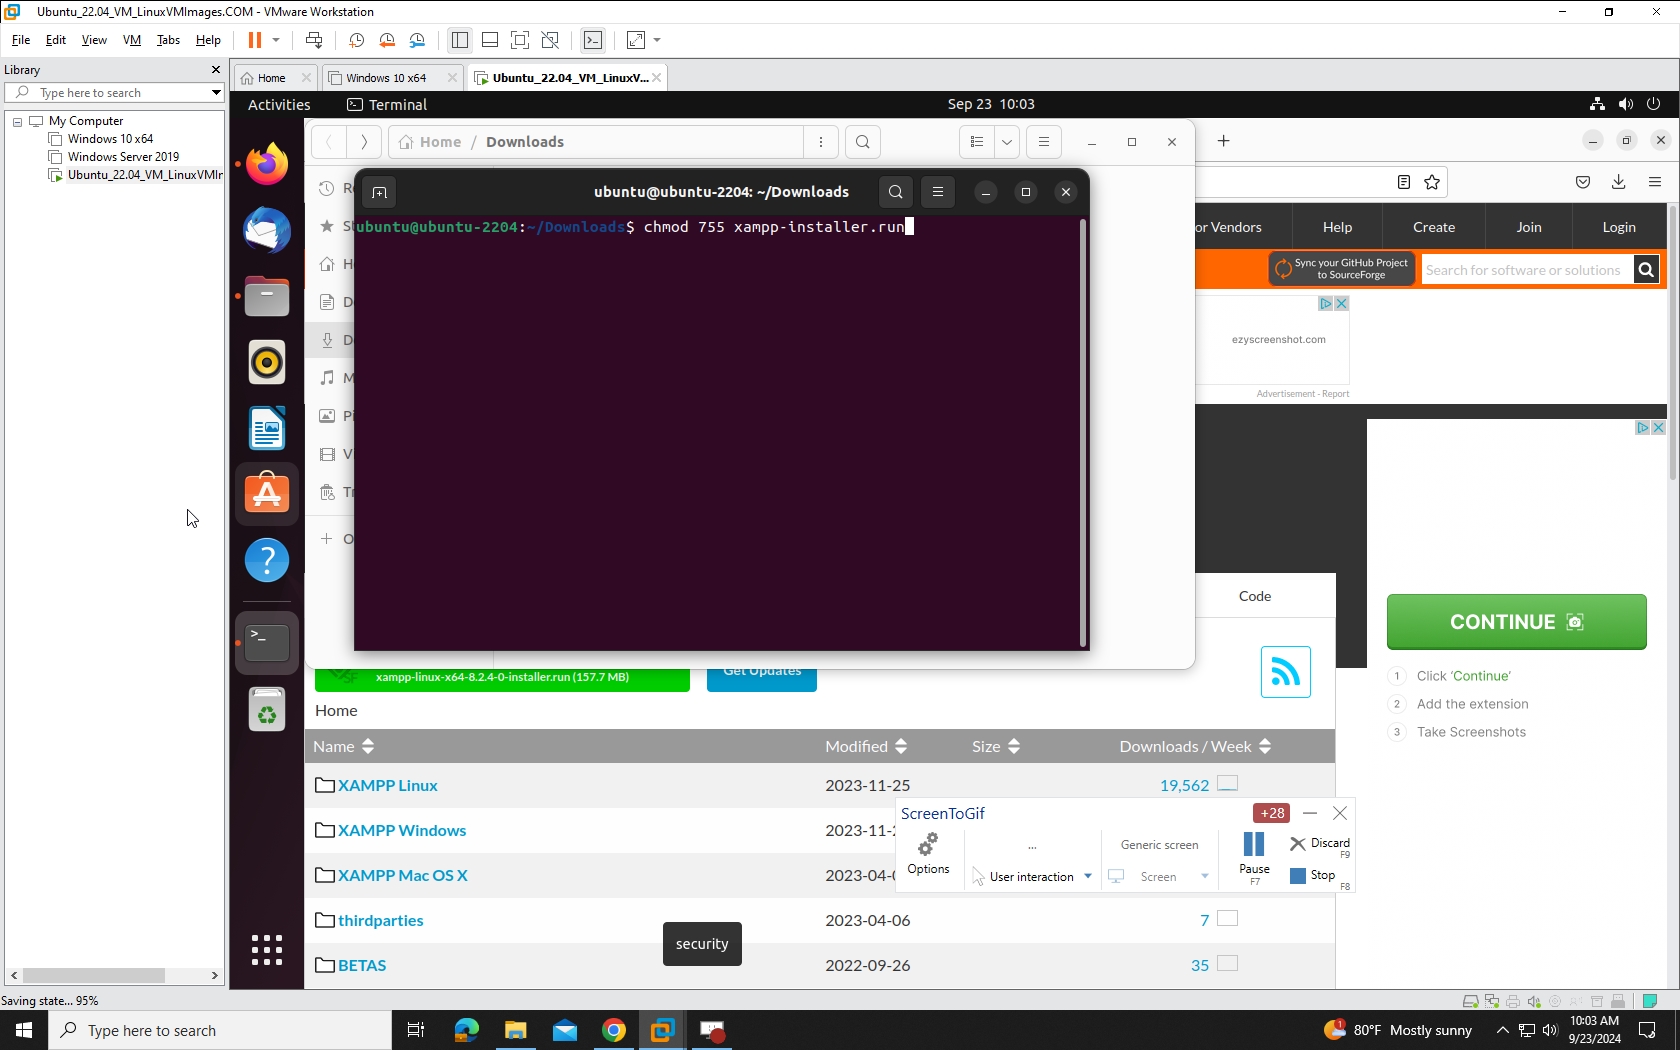 Ubuntu_22.04_VM_LinuxVMImages.COM - VMware Workstation
File Edit View VM Tabs Help
Library
Type here to search
My Computer
Windows 10 x64
Windows Server 2019
Ubuntu_22.04_VM_LinuxVMIr
Home
Windows 10 x64
Ubuntu_22.04_VM_LinuxV...
Activities
Terminal
Sep 23 10:03
Home / Downloads
ubuntu@ubuntu-2204: ~/Downloads
ubuntu@ubuntu-2204:~/Downloads$ chmod 755 xampp-installer.run
or Vendors
Help
Create
Join
Login
Sync your GitHub Project
to SourceForge
Search for software or solutions
ezyscreenshot.com
Advertisement - Report
Code
CONTINUE
1 Click 'Continue'
2 Add the extension
3 Take Screenshots
xampp-linux-x64-8.2.4-0-installer.run (157.7 MB)
Get Updates
Home
Name Modified Size Downloads / Week
XAMPP Linux 2023-11-25 19,562
XAMPP Windows 2023-11-2
XAMPP Mac OS X 2023-04-0
thirdparties 2023-04-06 7
BETAS 2022-09-26 35
security
ScreenToGif
+28
Options
...
User interaction
Generic screen
Screen
Pause
F7
Discard
F9
Stop
F8
Saving state... 95%
Type here to search
80°F Mostly sunny
10:03 AM
9/23/2024